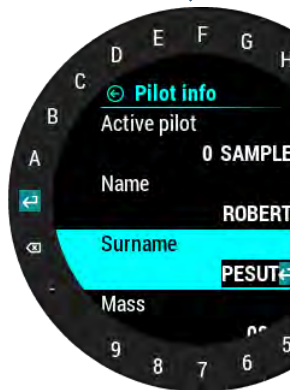 D E F G H
C
B
A
-
9 8 7 6 5
Pilot info
Active pilot
0 SAMPLE
Name
ROBERT
Surname
PESUT
Mass